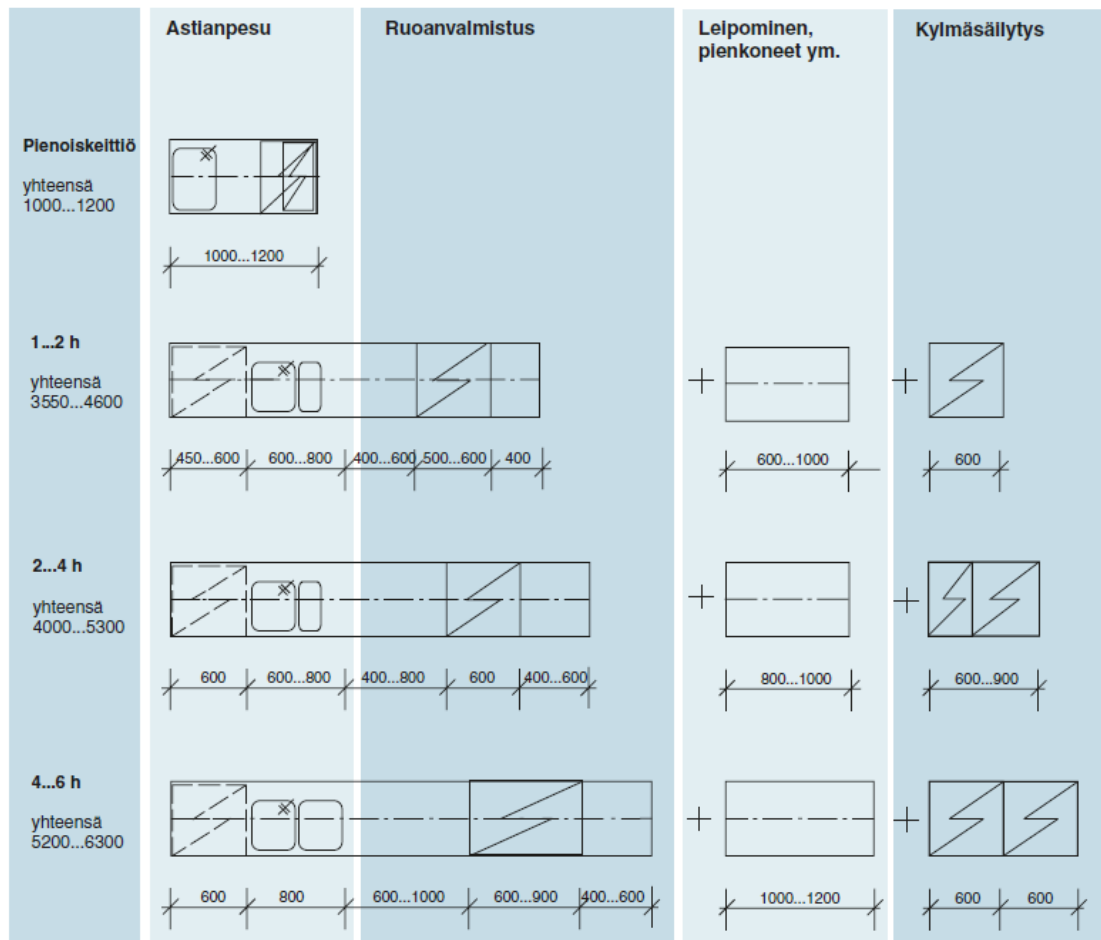 Astianpesu
Ruoanvalmistus
Leipominen,
pienkoneet ym.
Kylmäsäilytys
Pienoiskeittiö
yhteensä
1000...1200
1000...1200
1...2 h
yhteensä
3550...4600
+
+
450...600
600...800
400...600
500...600
400
600...1000
600
2...4 h
yhteensä
4000...5300
+
+
600
600...800
400...800
600
400...600
800...1000
600...900
4...6 h
yhteensä
5200...6300
+
+
600
800
600...1000
600...900
400...600
1000...1200
600
600